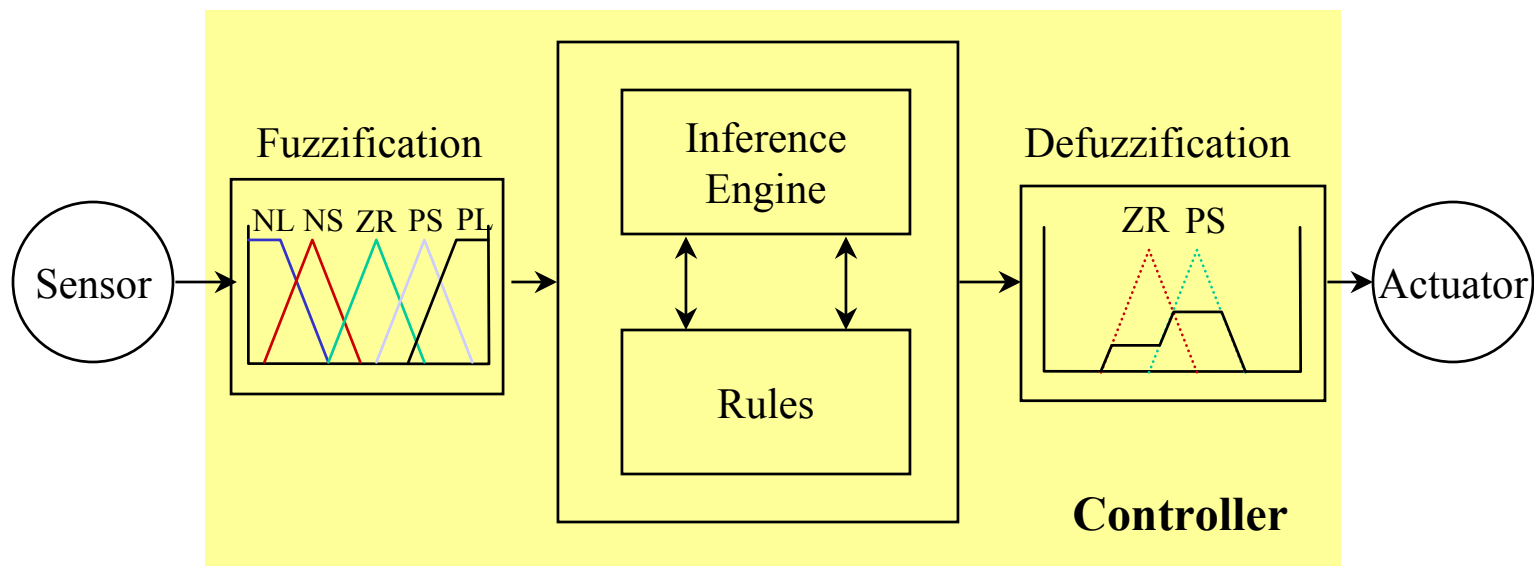 Sensor
Fuzzification
NL NS ZR PS PL
Inference
Engine
Rules
Defuzzification
ZR PS
Actuator
Controller